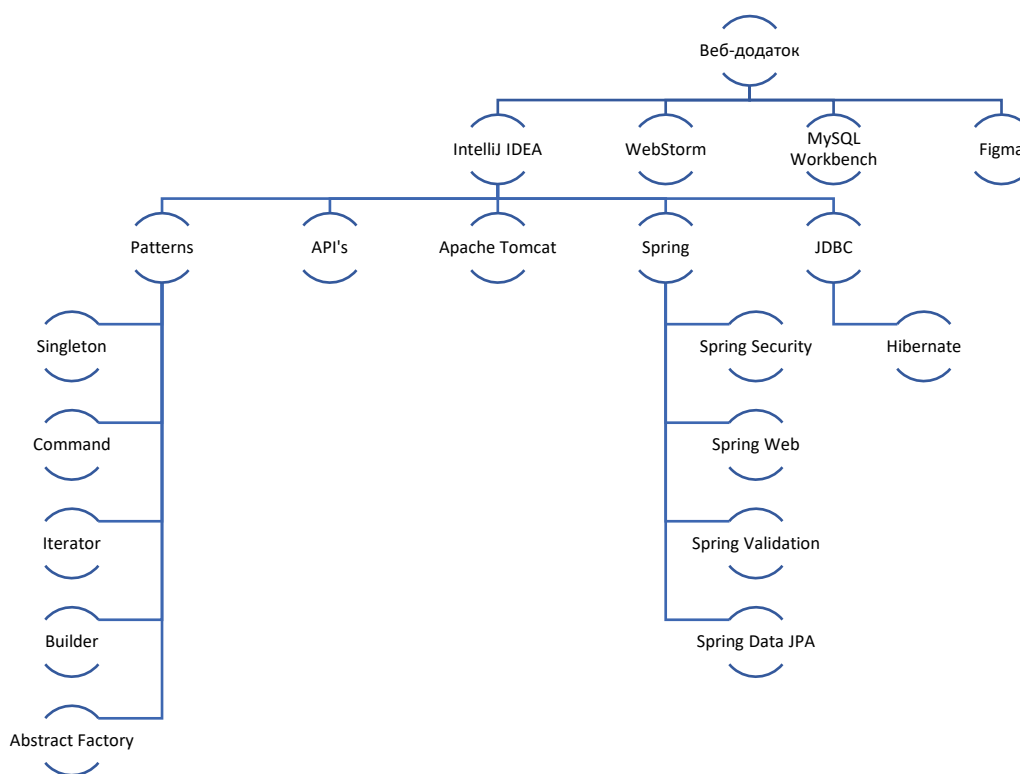 Веб-додаток
IntelliJ IDEA
WebStorm
MySQL
Workbench
Figma
Patterns
API's
Apache Tomcat
Spring
JDBC
Singleton
Spring Security
Hibernate
Command
Spring Web
Iterator
Spring Validation
Builder
Spring Data JPA
Abstract Factory